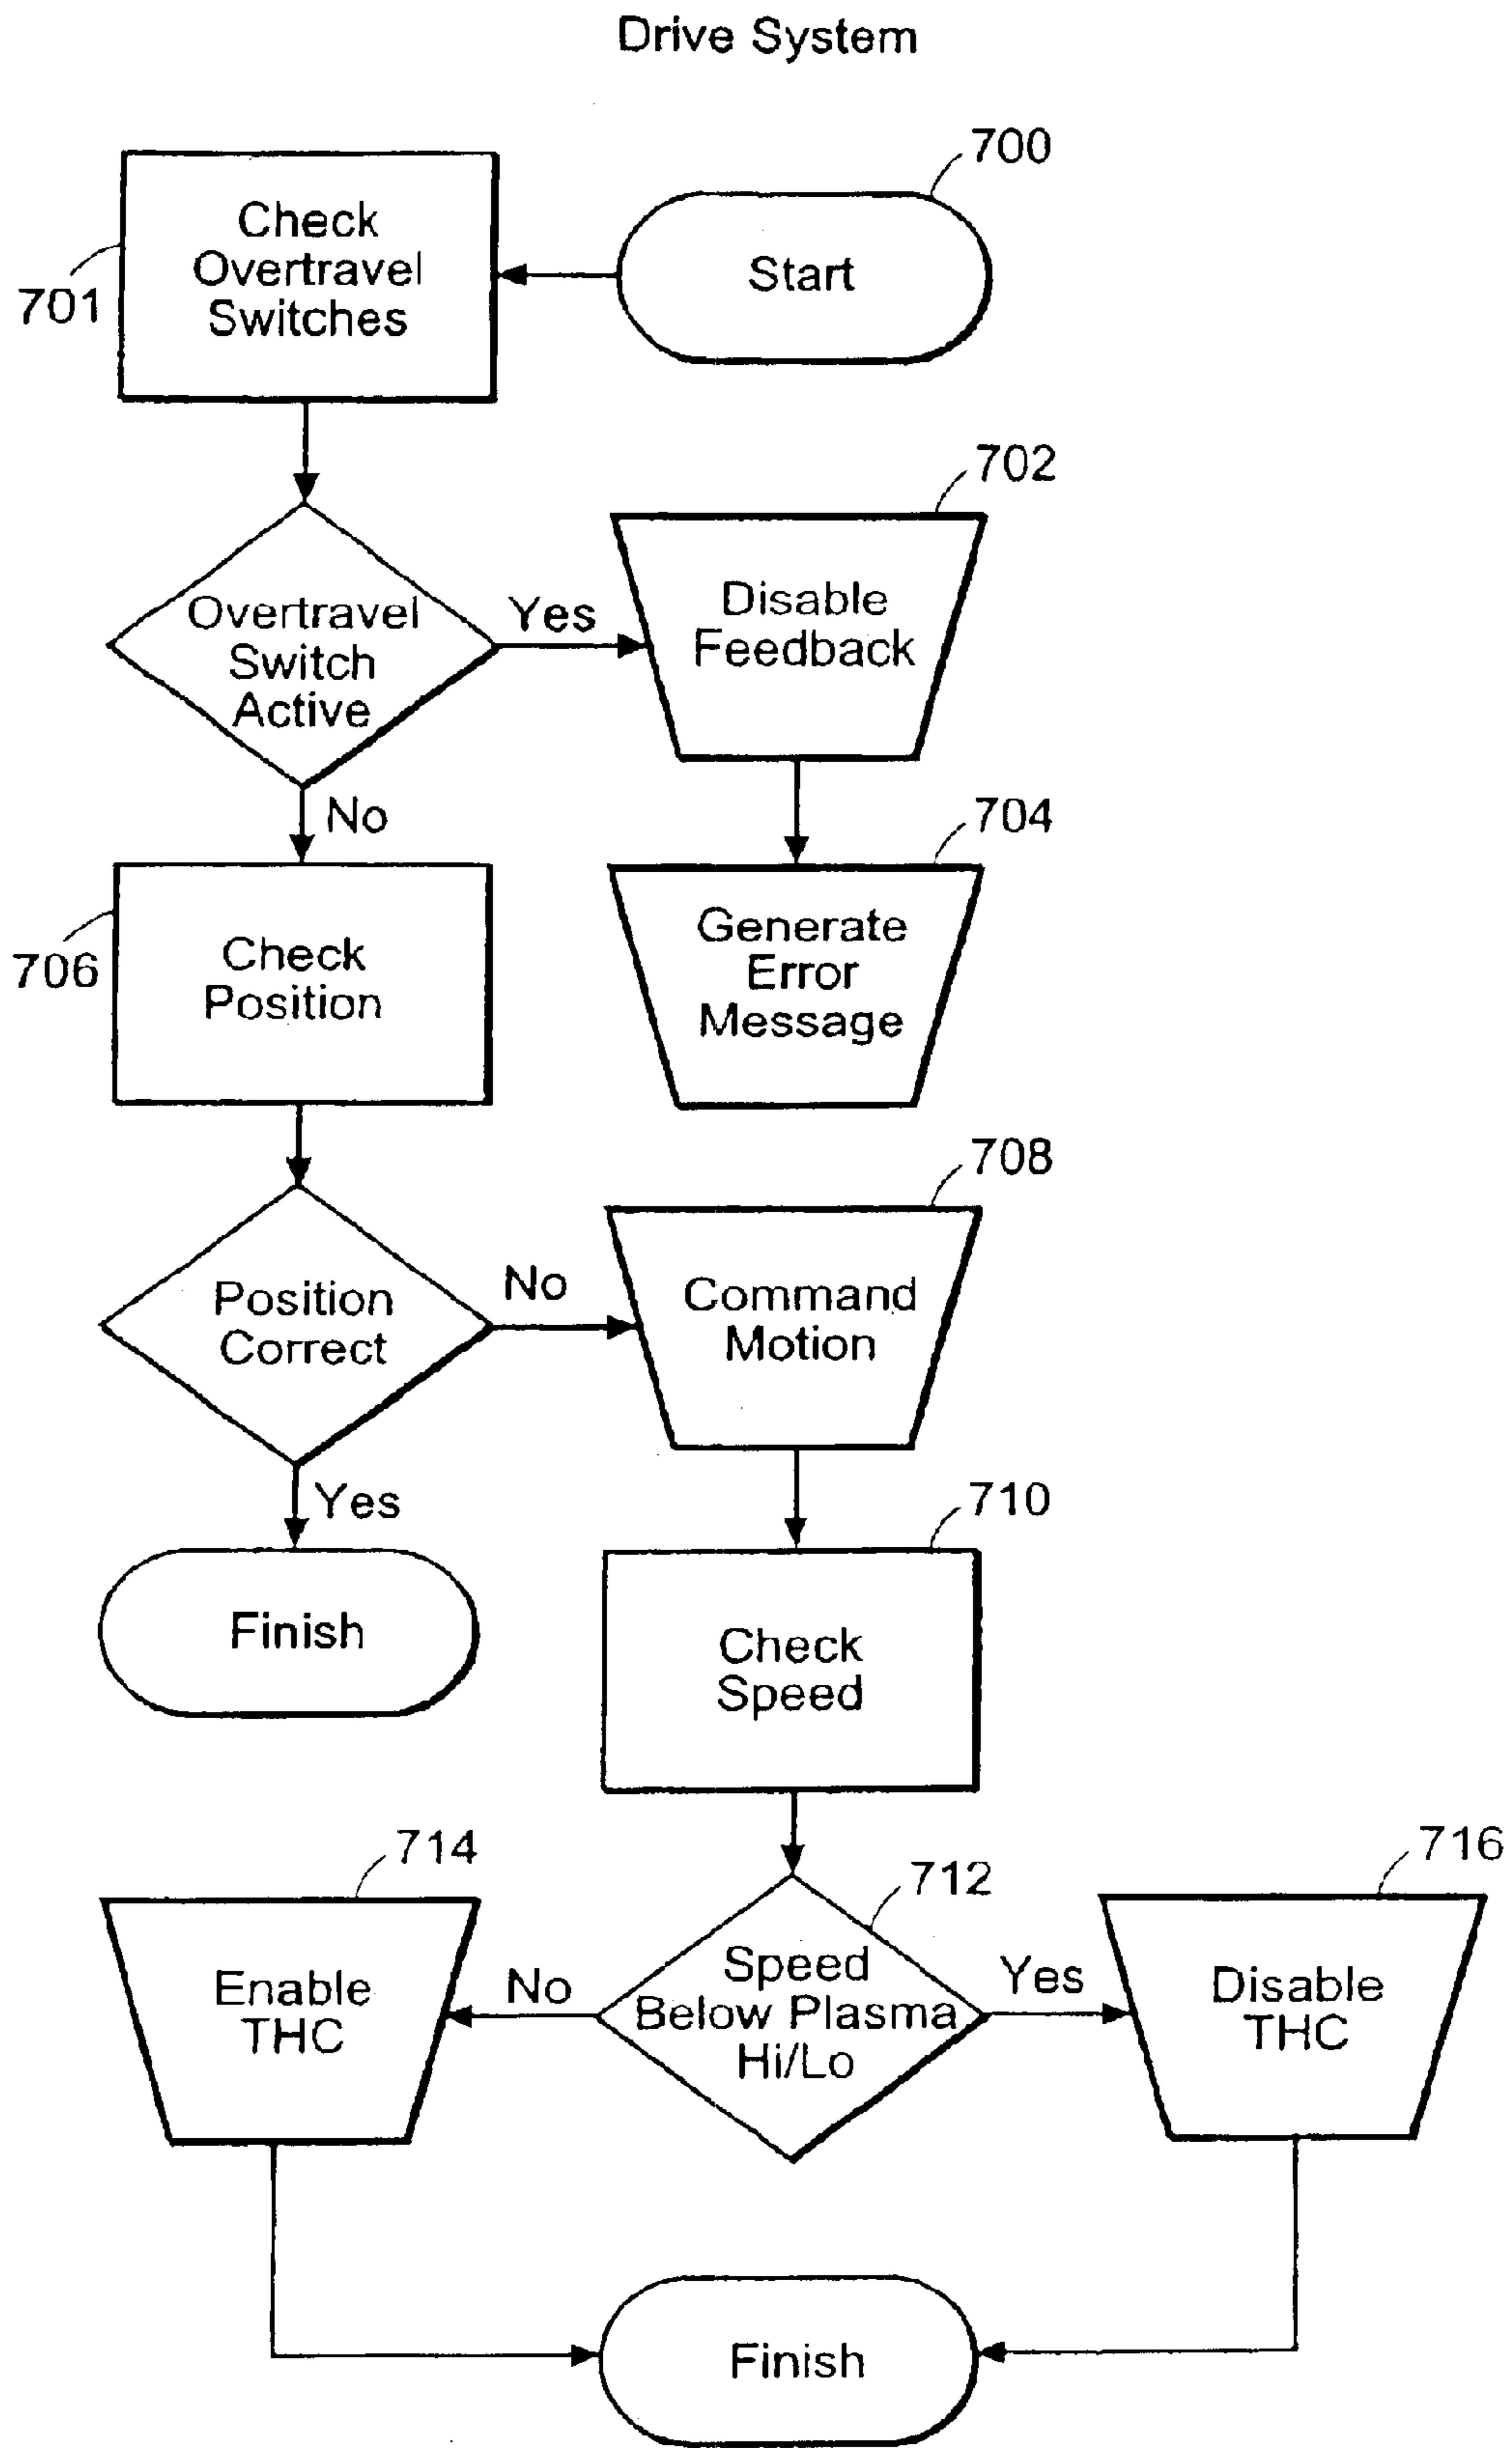 Drive System
700
Start
Check
Overtravel
Switches
701
702
Overtravel
Switch
Active
Yes
Disable
Feedback
No
704
706
Check
Position
Generate
Error
Message
708
Position
Correct
No
Command
Motion
Yes
710
Finish
Check
Speed
714
712
716
Enable
THC
No
Speed
Below Plasma
Hi/Lo
Yes
Disable
THC
Finish